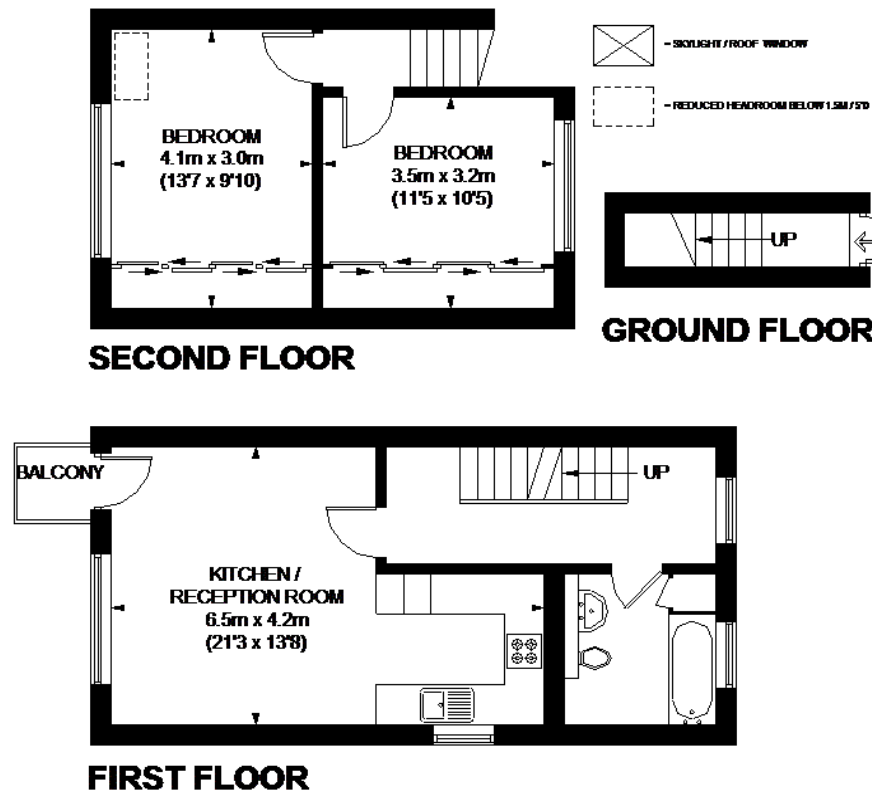 - SKYLIGHT / ROOF WINDOW
- REDUCED HEADROOM BELOW 1.5M / 5'0
BEDROOM
4.1m x 3.0m
(13'7 x 9'10)
BEDROOM
3.5m x 3.2m
(11'5 x 10'5)
UP
GROUND FLOOR
SECOND FLOOR
BALCONY
UP
KITCHEN /
RECEPTION ROOM
6.5m x 4.2m
(21'3 x 13'8)
FIRST FLOOR